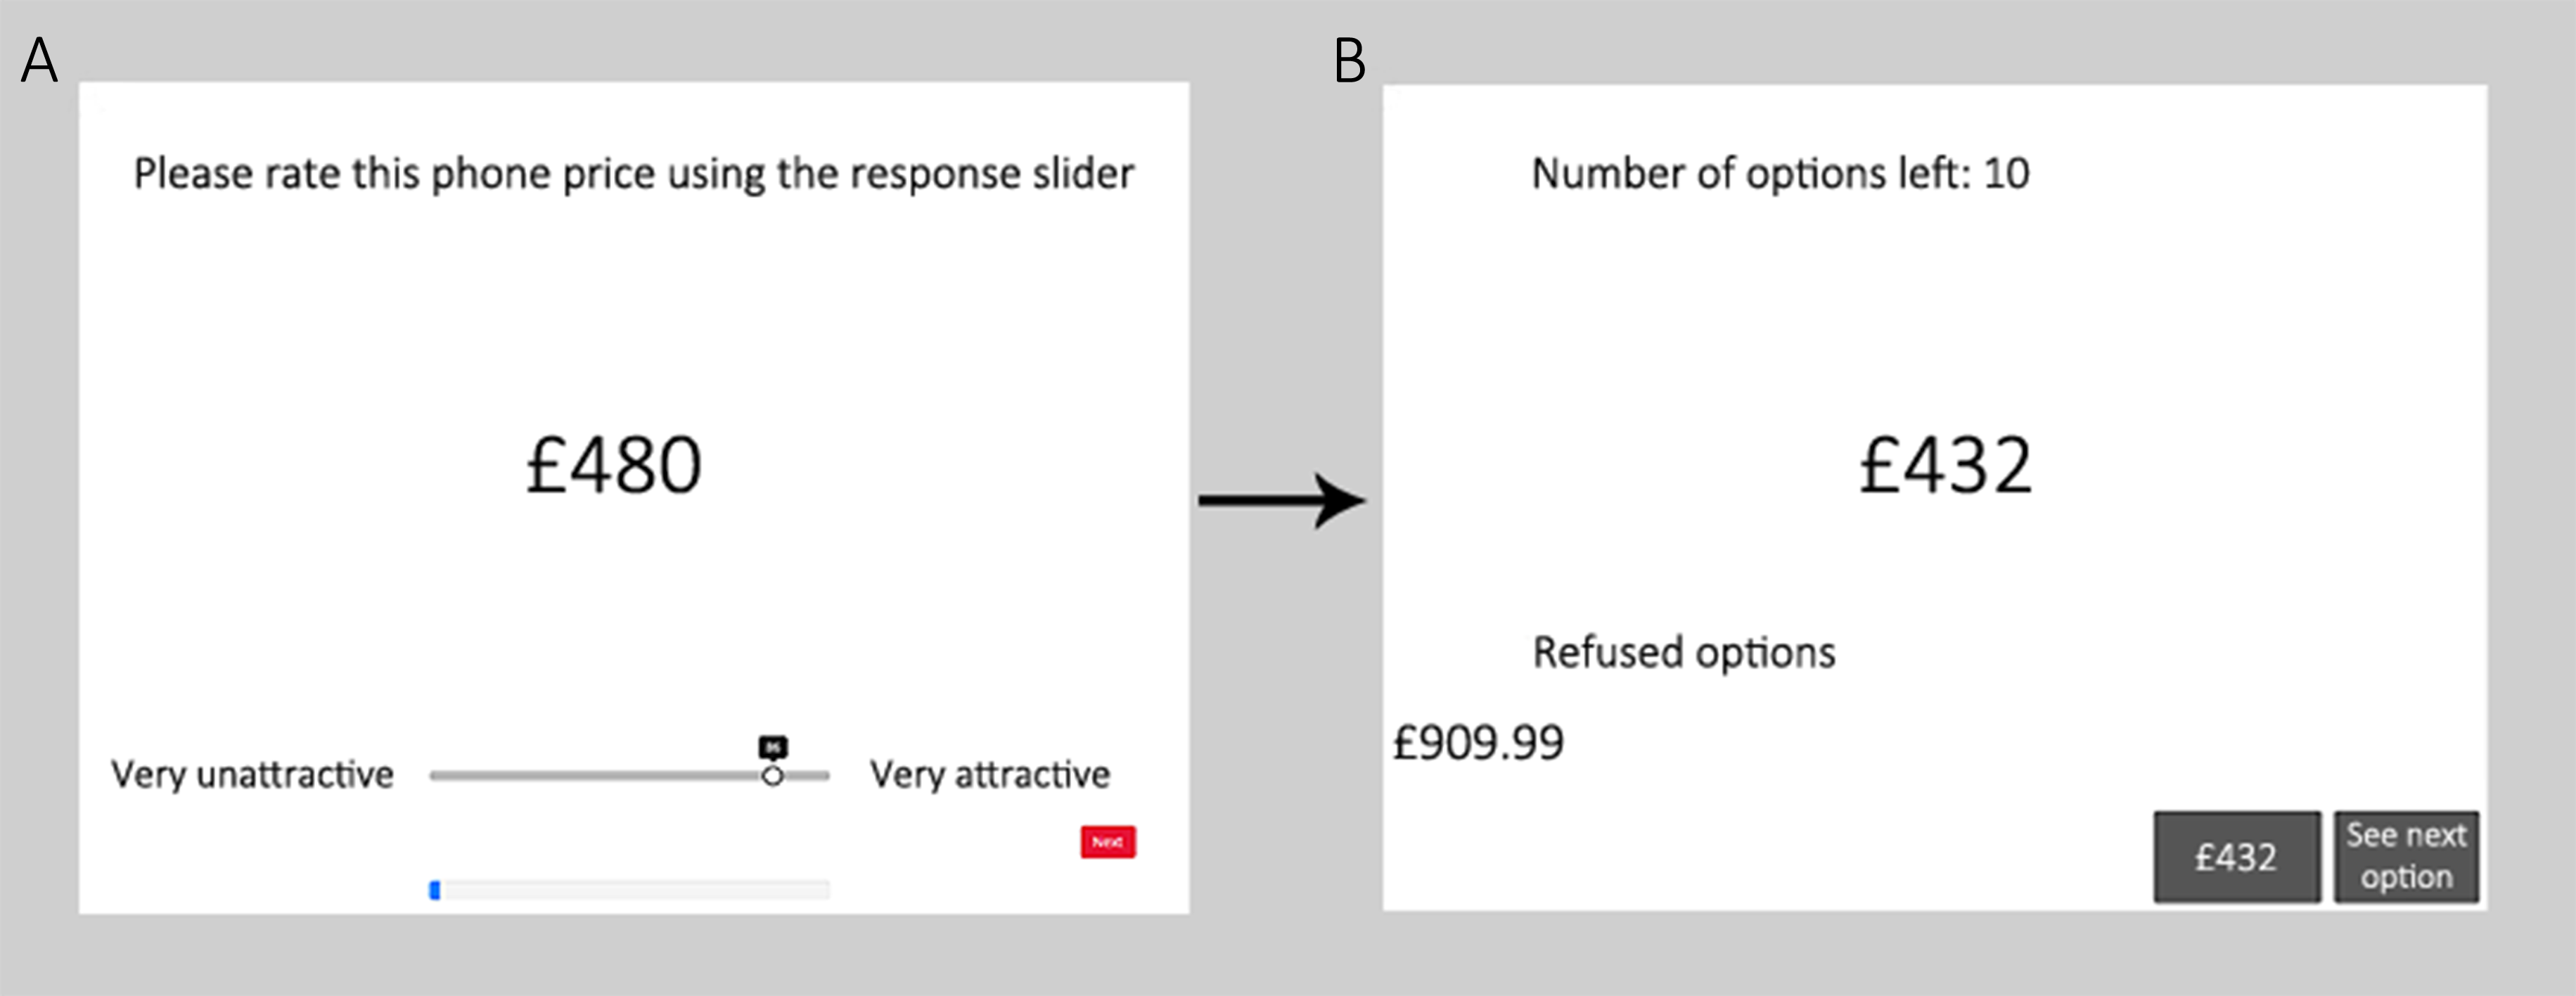 A
Please rate this phone price using the response slider
£480
86
Very unattractive
Very attractive
Next
B
Number of options left: 10
£432
Refused options
£909.99
£432
See next
option